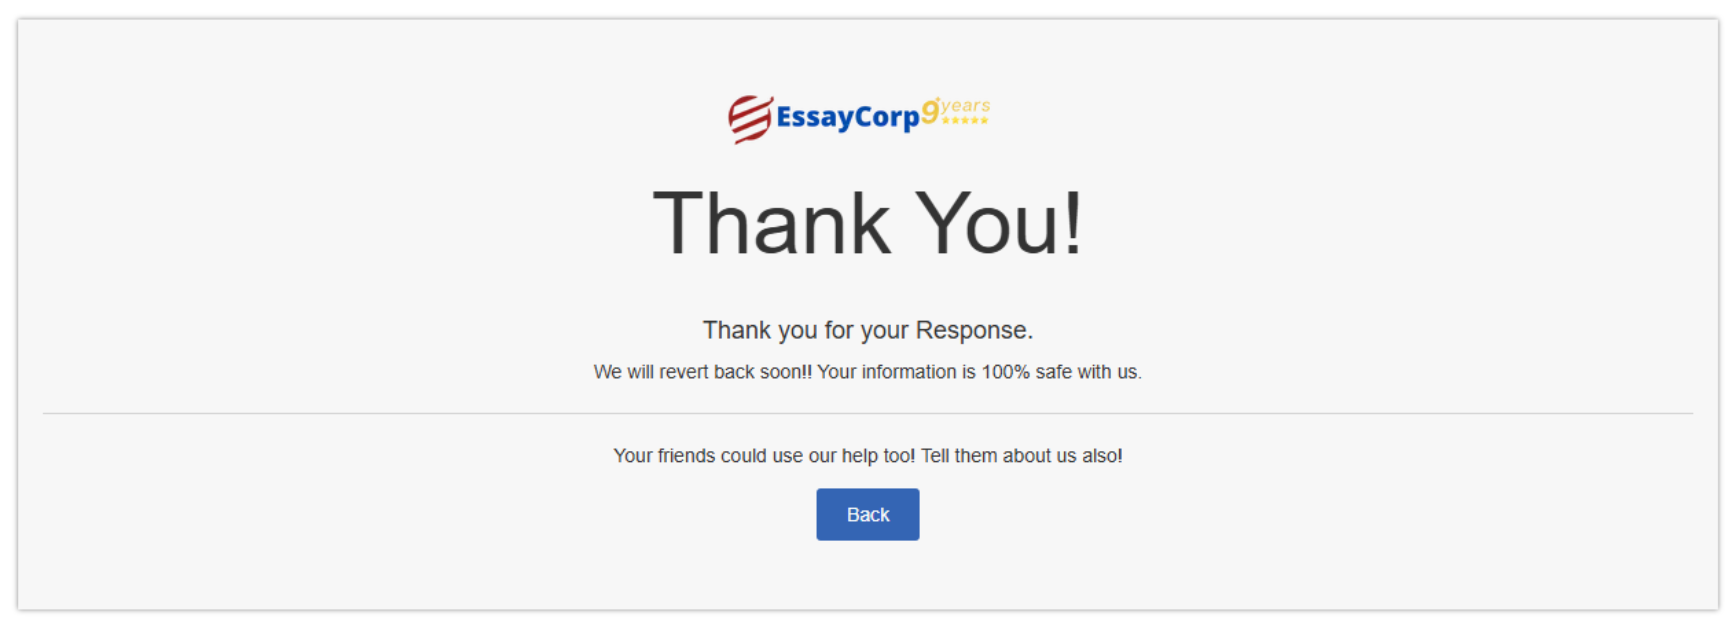 EssayCorp 9 years
Thank You!
Thank you for your Response.
We will revert back soon!! Your information is 100% safe with us.
Your friends could use our help too! Tell them about us also!
Back